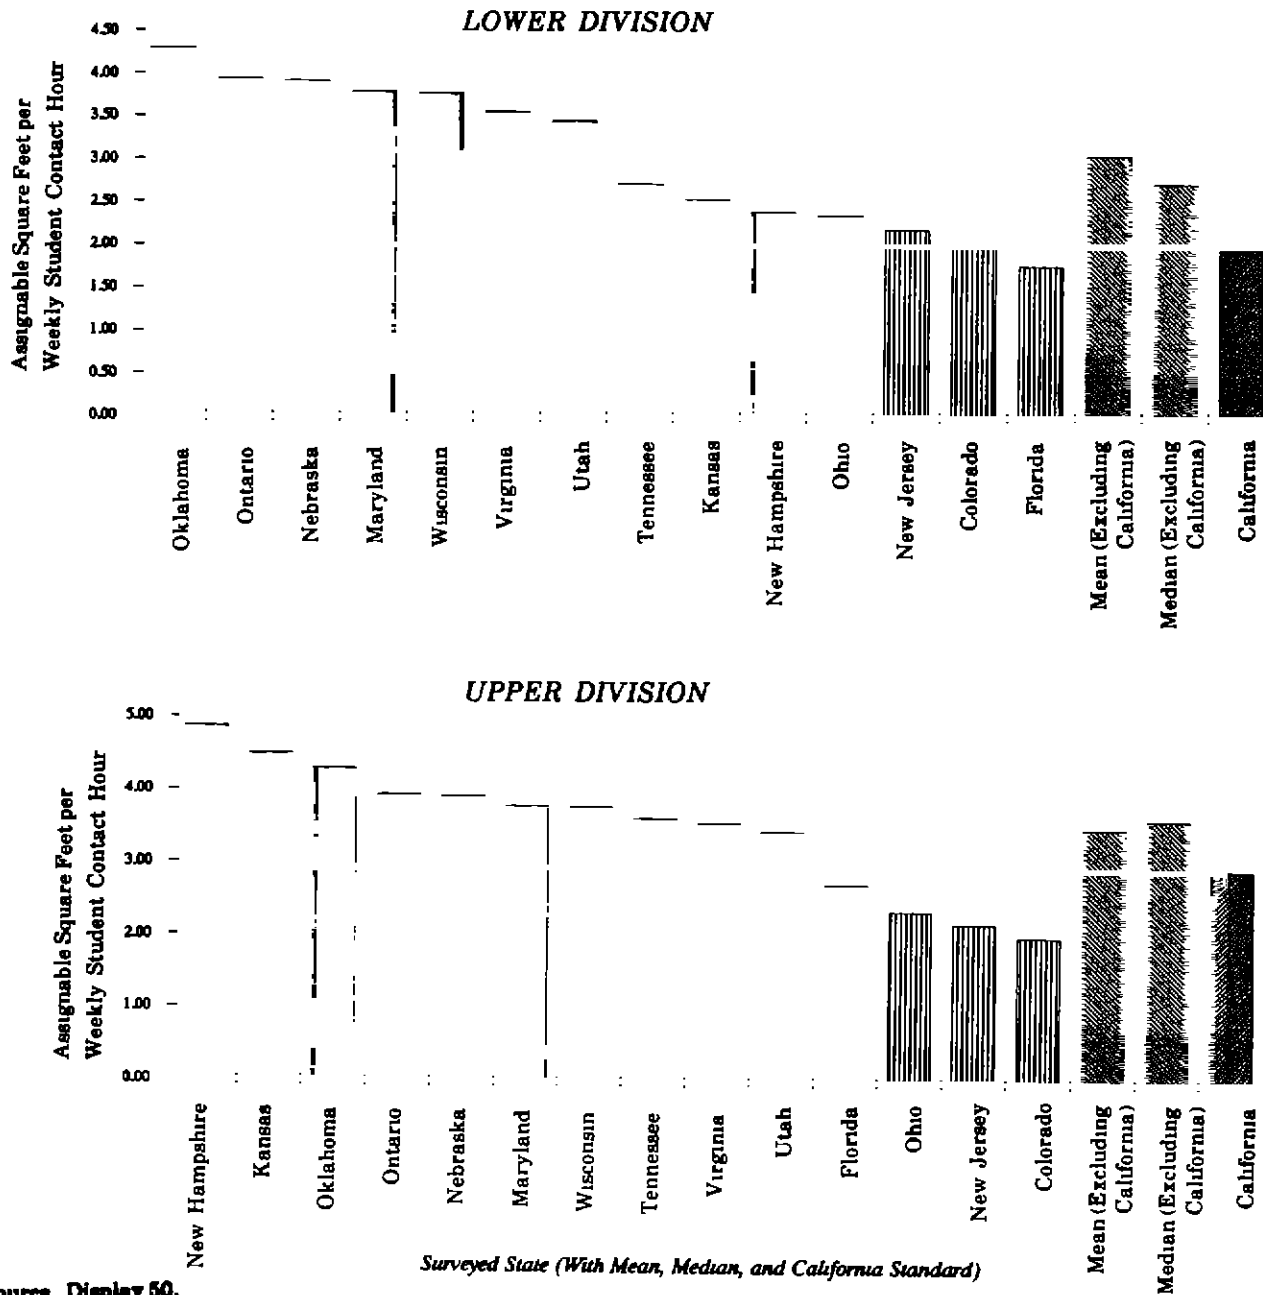 LOWER DIVISION
Assignable Square Feet per
Weekly Student Contact Hour
4.50
4.00
3.50
3.00
2.50
2.00
1.50
1.00
0.50
0.00
Oklahoma
Ontario
Nebraska
Maryland
Wisconsin
Virginia
Utah
Tennessee
Kansas
New Hampshire
Ohio
New Jersey
Colorado
Florida
Mean (Excluding
California)
Median (Excluding
California)
California
UPPER DIVISION
Assignable Square Feet per
Weekly Student Contact Hour
5.00
4.00
3.00
2.00
1.00
0.00
New Hampshire
Kansas
Oklahoma
Ontario
Nebraska
Maryland
Wisconsin
Tennessee
Virginia
Utah
Florida
Ohio
New Jersey
Colorado
Mean (Excluding
California)
Median (Excluding
California)
California
Surveyed State (With Mean, Median, and California Standard)
Display 50.